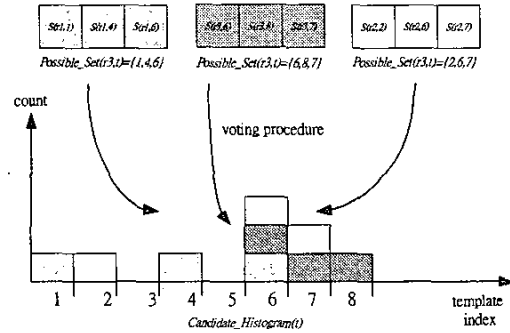 S(r1,1) S(r1,4) S(r1,6) S(r3,6) S(r3,8) S(r3,7) S(r2,2) S(r2,6) S(r2,7)
Possible_Set(r3,t)={1,4,6} Possible_Set(r3,t)={6,8,7} Possible_Set(r3,t)={2,6,7}
count
voting procedure
1 2 3 4 5 6 7 8
template
index
Candidate_Histogram(t)